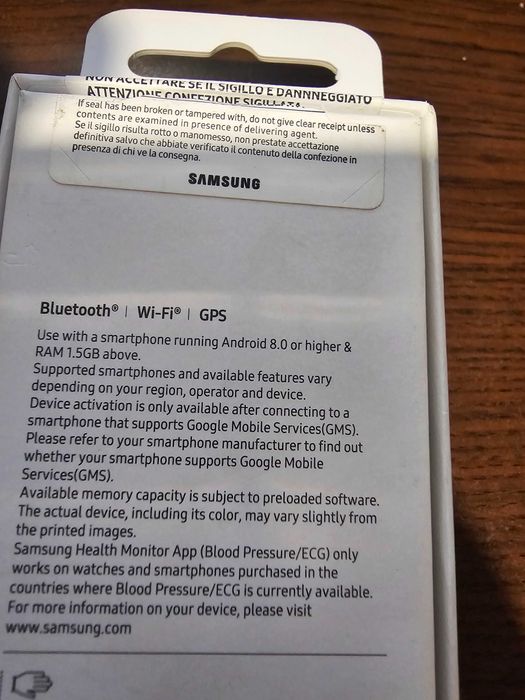 NON ACCETTARE SE IL SIGILLO E DANNNEGGIATO
ATTENZIONE CONFEZIONE SIGILLATA.
If seal has been broken or tampered with, do not give clear receipt unless
contents are examined in presence of delivering agent.
Se il sigillo risulta rotto o manomesso, non prestate accettazione
definitiva salvo che abbiate verificato il contenuto della confezione in
presenza di chi ve la consegna.
SAMSUNG
Bluetooth® | Wi-Fi® | GPS
Use with a smartphone running Android 8.0 or higher &
RAM 1.5GB above.
Supported smartphones and available features vary
depending on your region, operator and device.
Device activation is only available after connecting to a
smartphone that supports Google Mobile Services(GMS).
Please refer to your smartphone manufacturer to find out
whether your smartphone supports Google Mobile
Services(GMS).
Available memory capacity is subject to preloaded software.
The actual device, including its color, may vary slightly from
the printed images.
Samsung Health Monitor App (Blood Pressure/ECG) only
works on watches and smartphones purchased in the
countries where Blood Pressure/ECG is currently available.
For more information on your device, please visit
www.samsung.com